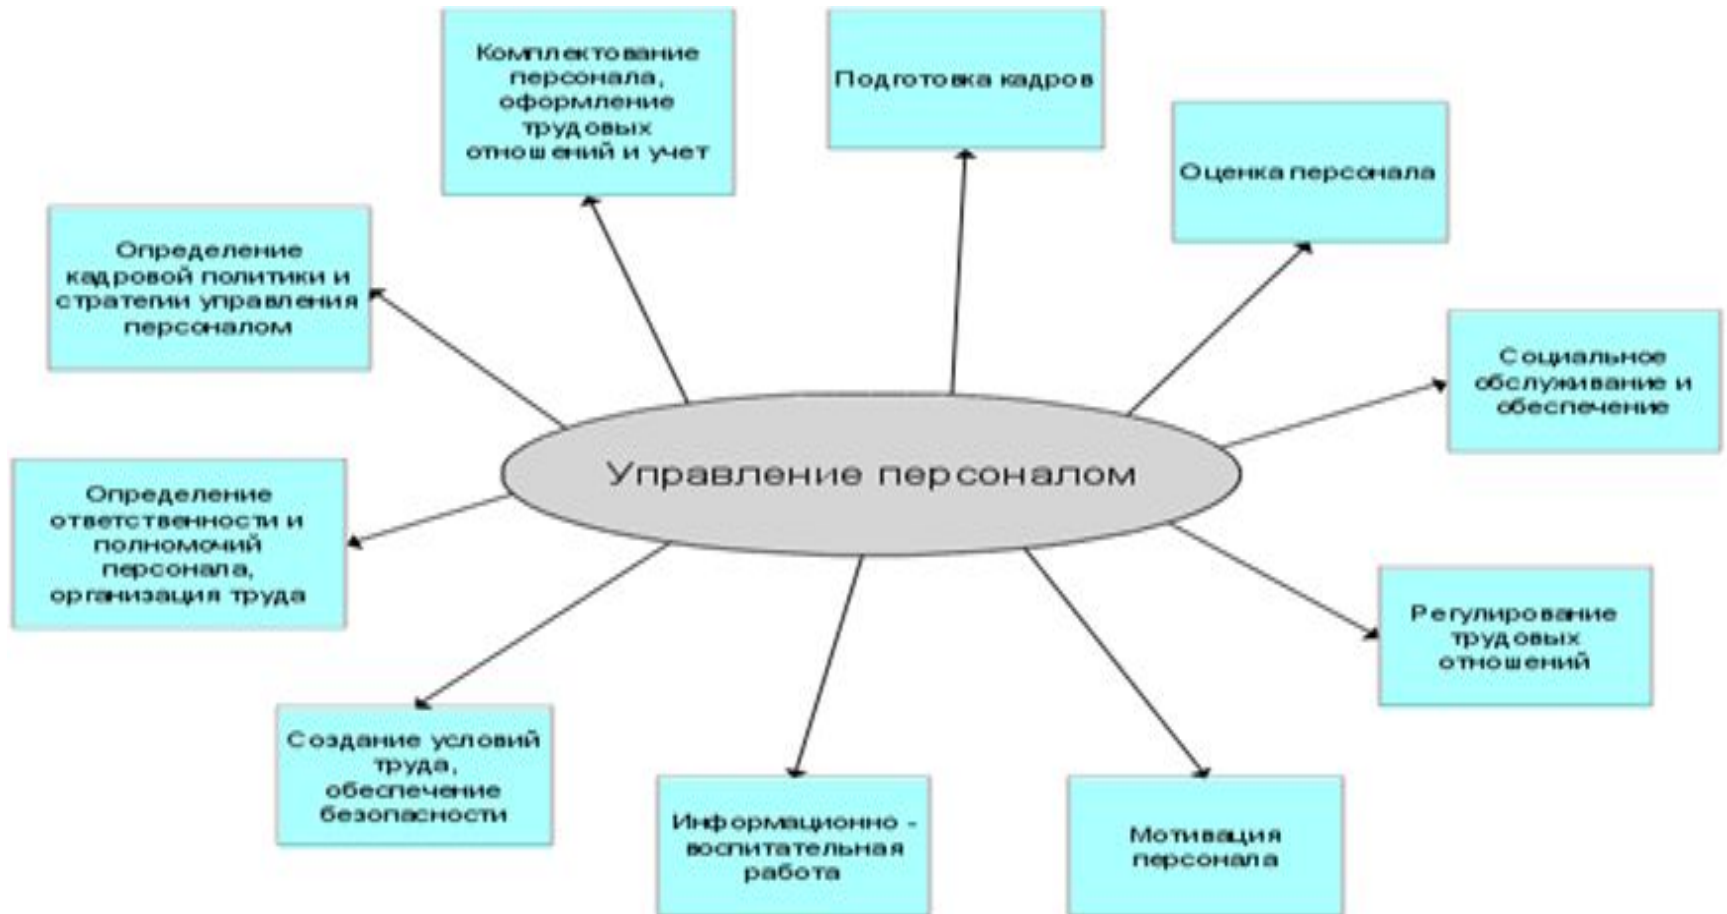 Комплектование
персонала,
оформление
трудовых
отношений и учет
Подготовка кадров
Оценка персонала
Определение
кадровой политики и
стратегии управления
персоналом
Социальное
обслуживание и
обеспечение
Управление персоналом
Определение
ответственности и
полномочий
персонала,
организация труда
Регулирование
трудовых
отношений
Создание условий
труда,
обеспечение
безопасности
Информационно -
воспитательная
работа
Мотивация
персонала